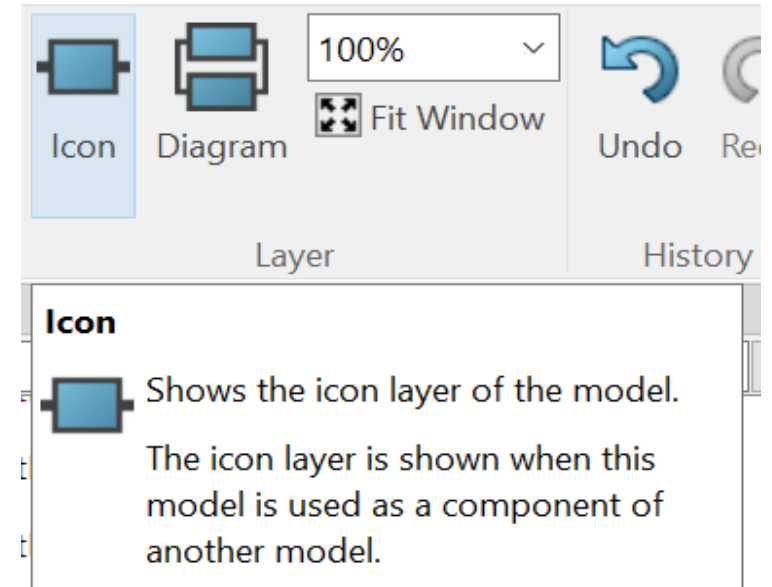 100%
Fit Window
Icon
Diagram
Undo
Layer
History
Icon
Shows the icon layer of the model.
The icon layer is shown when this
model is used as a component of
another model.